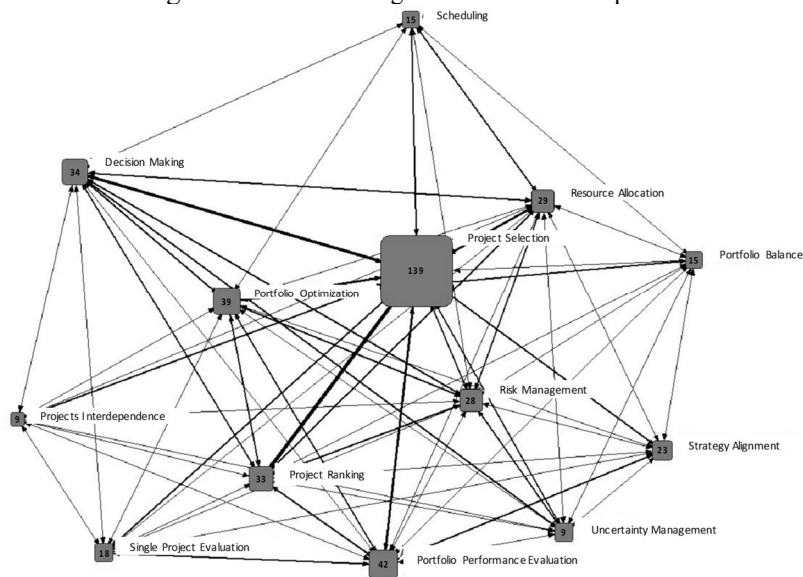 15 Scheduling
34 Decision Making
29 Resource Allocation
Project Selection
139
15 Portfolio Balance
39 Portfolio Optimization
28 Risk Management
9 Projects Interdependence
23 Strategy Alignment
33 Project Ranking
9 Uncertainty Management
18 Single Project Evaluation
42 Portfolio Performance Evaluation